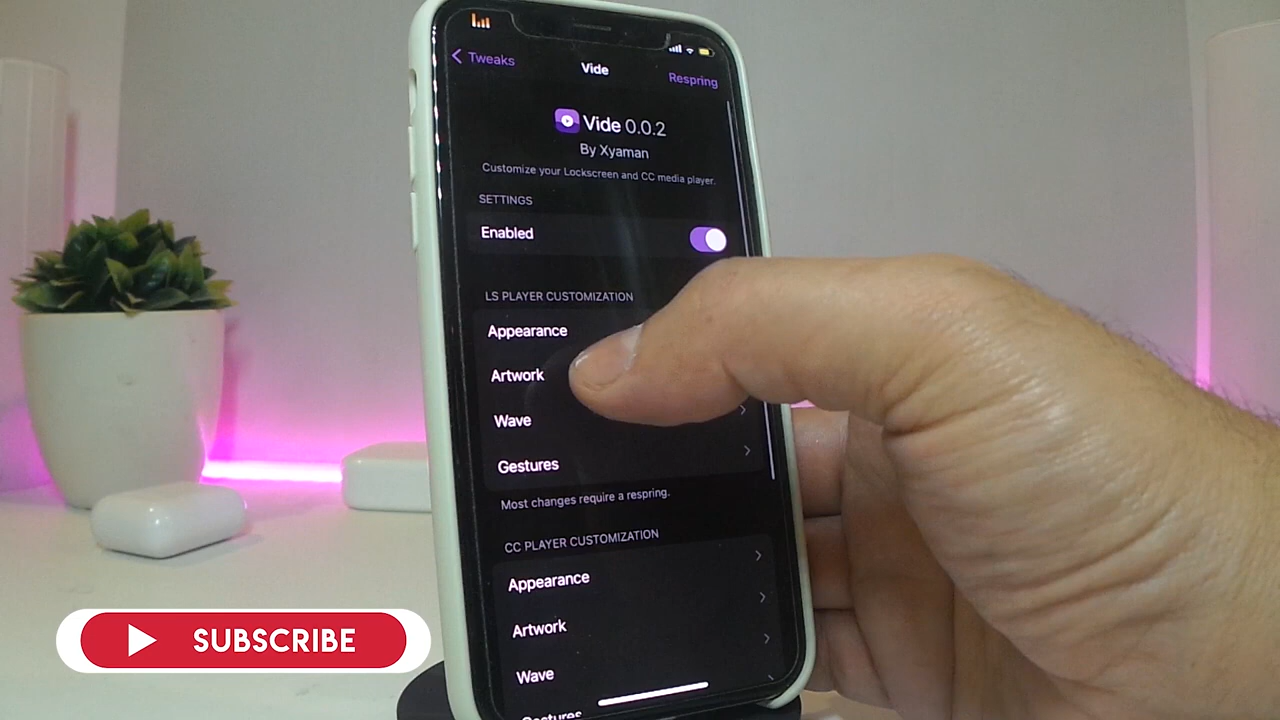 Tweaks
Vide
Respring
Vide 0.0.2
By Xyaman
Customize your Lockscreen and CC media player.
SETTINGS
Enabled
LS PLAYER CUSTOMIZATION
Appearance
Artwork
Wave
Gestures
Most changes require a respring.
CC PLAYER CUSTOMIZATION
Appearance
Artwork
Wave
Gestures
SUBSCRIBE